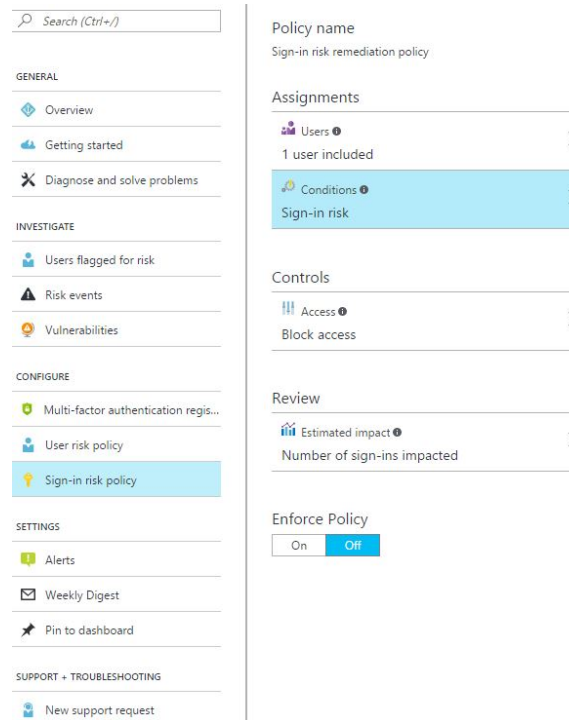 Search (Ctrl+/)
GENERAL
Overview
Getting started
Diagnose and solve problems
INVESTIGATE
Users flagged for risk
Risk events
Vulnerabilities
CONFIGURE
Multi-factor authentication regis...
User risk policy
Sign-in risk policy
SETTINGS
Alerts
Weekly Digest
Pin to dashboard
SUPPORT + TROUBLESHOOTING
New support request
Policy name
Sign-in risk remediation policy
Assignments
Users
1 user included
Conditions
Sign-in risk
Controls
Access
Block access
Review
Estimated impact
Number of sign-ins impacted
Enforce Policy
On Off